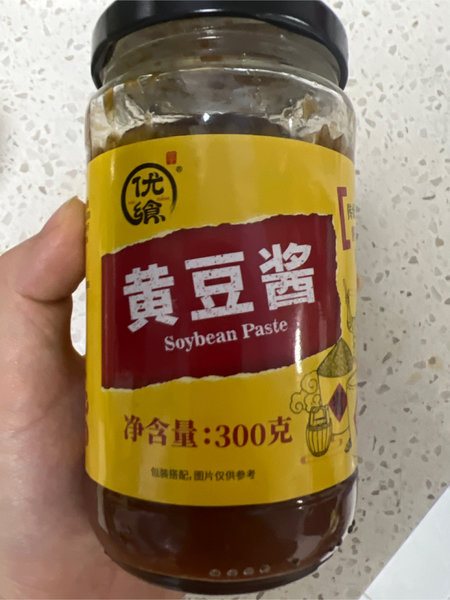 优飨
®
黄豆酱
Soybean Paste
净含量:300克
包装搭配,图片仅供参考